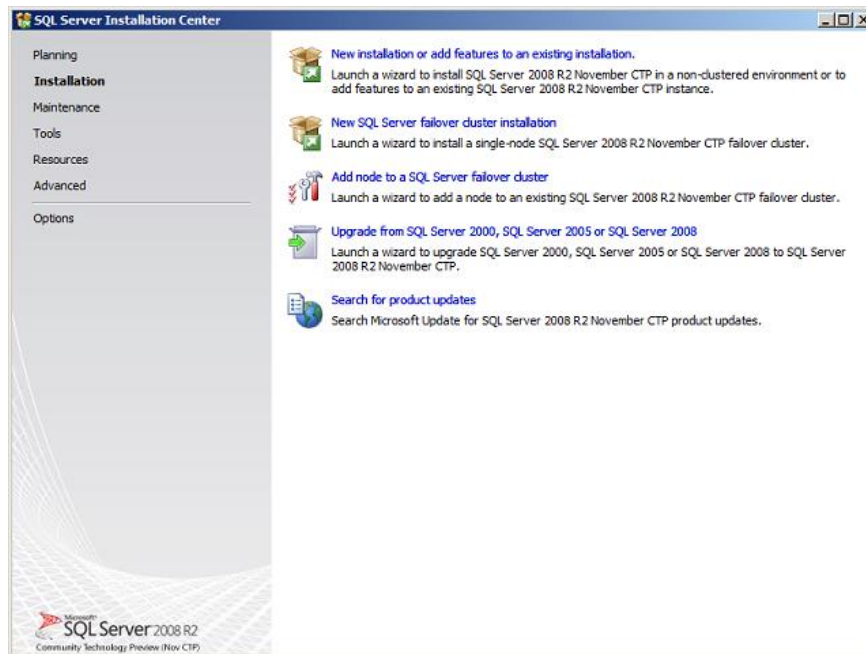 SQL Server Installation Center
Planning
Installation
Maintenance
Tools
Resources
Advanced
Options
New installation or add features to an existing installation.
Launch a wizard to install SQL Server 2008 R2 November CTP in a non-clustered environment or to
add features to an existing SQL Server 2008 R2 November CTP instance.
New SQL Server failover cluster installation
Launch a wizard to install a single-node SQL Server 2008 R2 November CTP failover cluster.
Add node to a SQL Server failover cluster
Launch a wizard to add a node to an existing SQL Server 2008 R2 November CTP failover cluster.
Upgrade from SQL Server 2000, SQL Server 2005 or SQL Server 2008
Launch a wizard to upgrade SQL Server 2000, SQL Server 2005 or SQL Server 2008 to SQL Server
2008 R2 November CTP.
Search for product updates
Search Microsoft Update for SQL Server 2008 R2 November CTP product updates.
Microsoft
SQL Server 2008 R2
Community Technology Preview (Nov CTP)